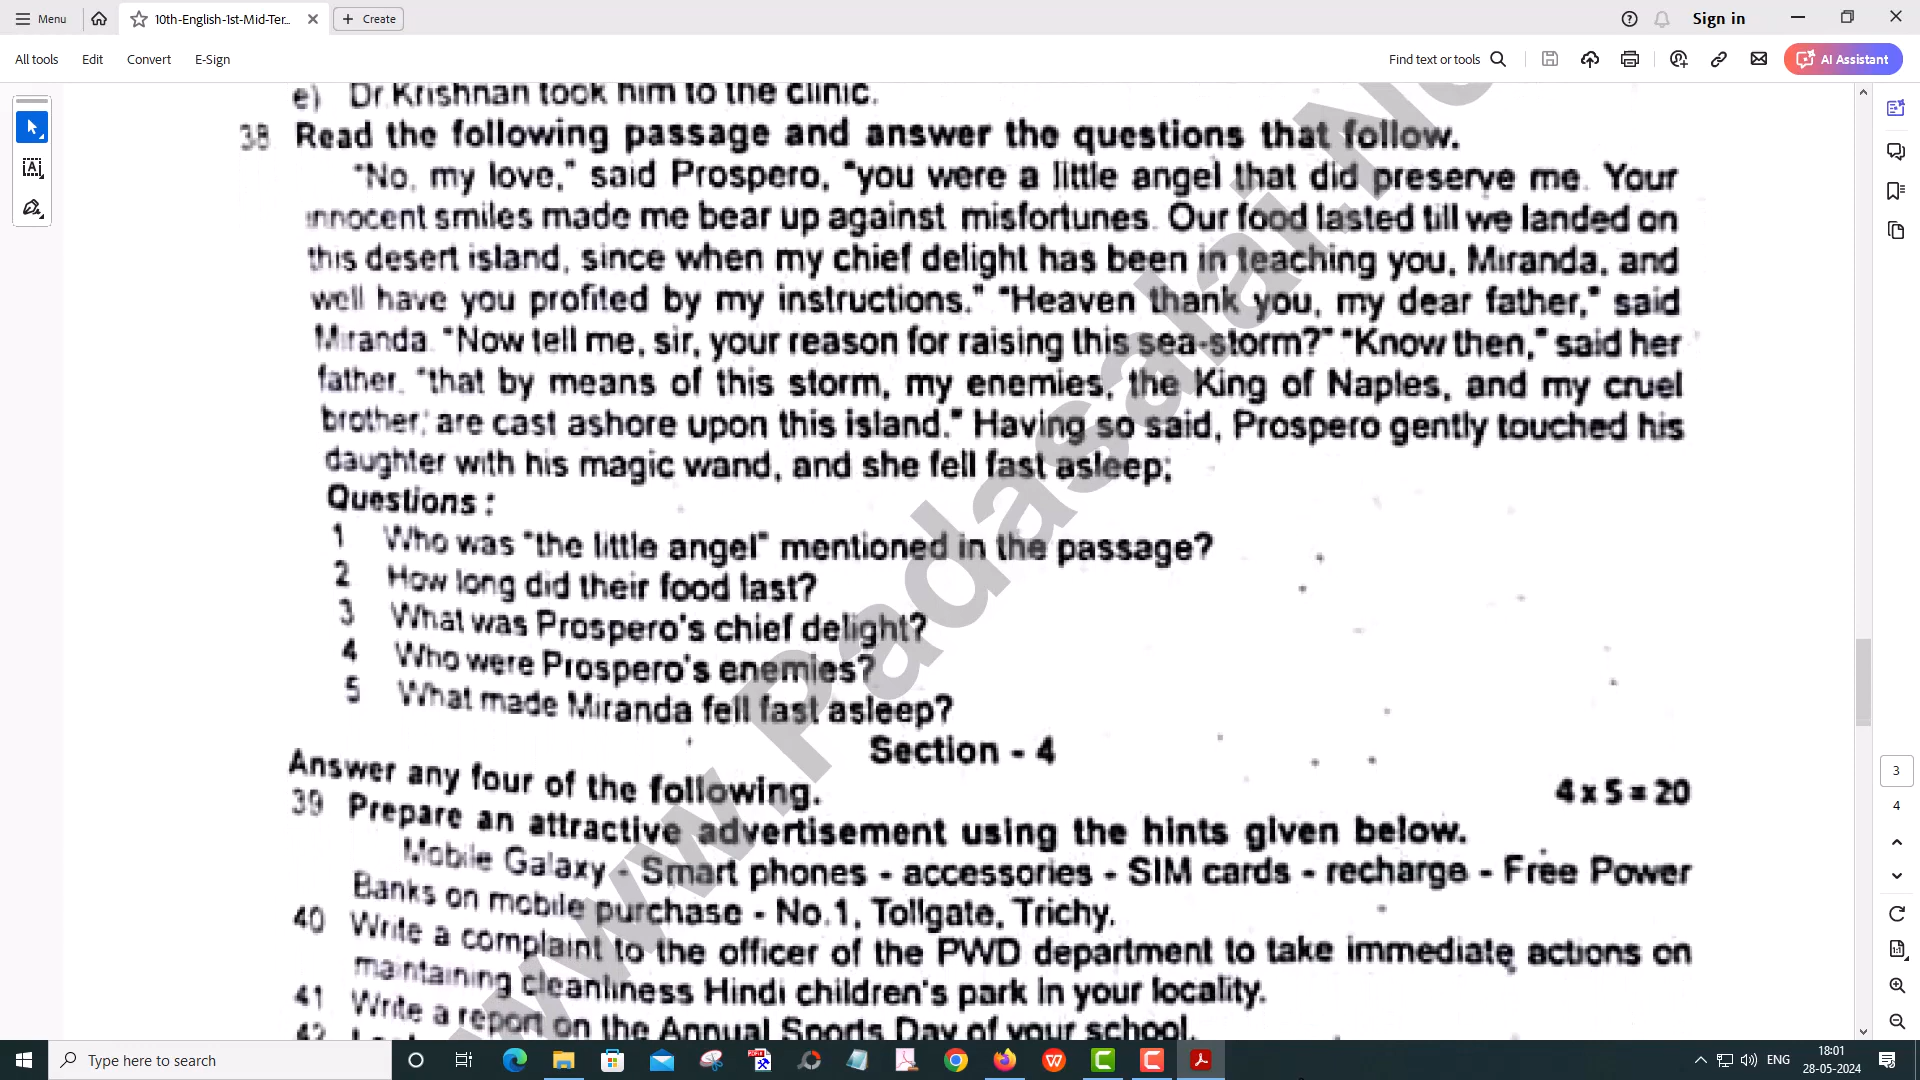 Menu
10th-English-1st-Mid-Ter...
Create
Sign in
All tools Edit Convert E-Sign
Find text or tools
AI Assistant
e) Dr.Krishnan took him to the clinic.
38 Read the following passage and answer the questions that follow.
"No, my love," said Prospero, "you were a little angel that did preserve me. Your
innocent smiles made me bear up against misfortunes. Our food lasted till we landed on
this desert island, since when my chief delight has been in teaching you, Miranda, and
well have you profited by my instructions." "Heaven thank you, my dear father," said
Miranda. "Now tell me, sir, your reason for raising this sea-storm?" "Know then," said her
father. "that by means of this storm, my enemies, the King of Naples, and my cruel
brother; are cast ashore upon this island." Having so said, Prospero gently touched his
daughter with his magic wand, and she fell fast asleep;
Questions :
1 Who was "the little angel" mentioned in the passage?
2 How long did their food last?
3 What was Prospero's chief delight?
4 Who were Prospero's enemies?
5 What made Miranda fell fast asleep?
Section - 4
Answer any four of the following. 4 x 5 = 20
39 Prepare an attractive advertisement using the hints given below.
Mobile Galaxy - Smart phones - accessories - SIM cards - recharge - Free Power
Banks on mobile purchase - No.1, Tollgate, Trichy.
40 Write a complaint to the officer of the PWD department to take immediate actions on
maintaining cleanliness Hindi children's park in your locality.
41 Write a report on the Annual Sports Day of your school.
42
www.Padasalai.Ne
3
4
Type here to search
ENG
18:01
28-05-2024